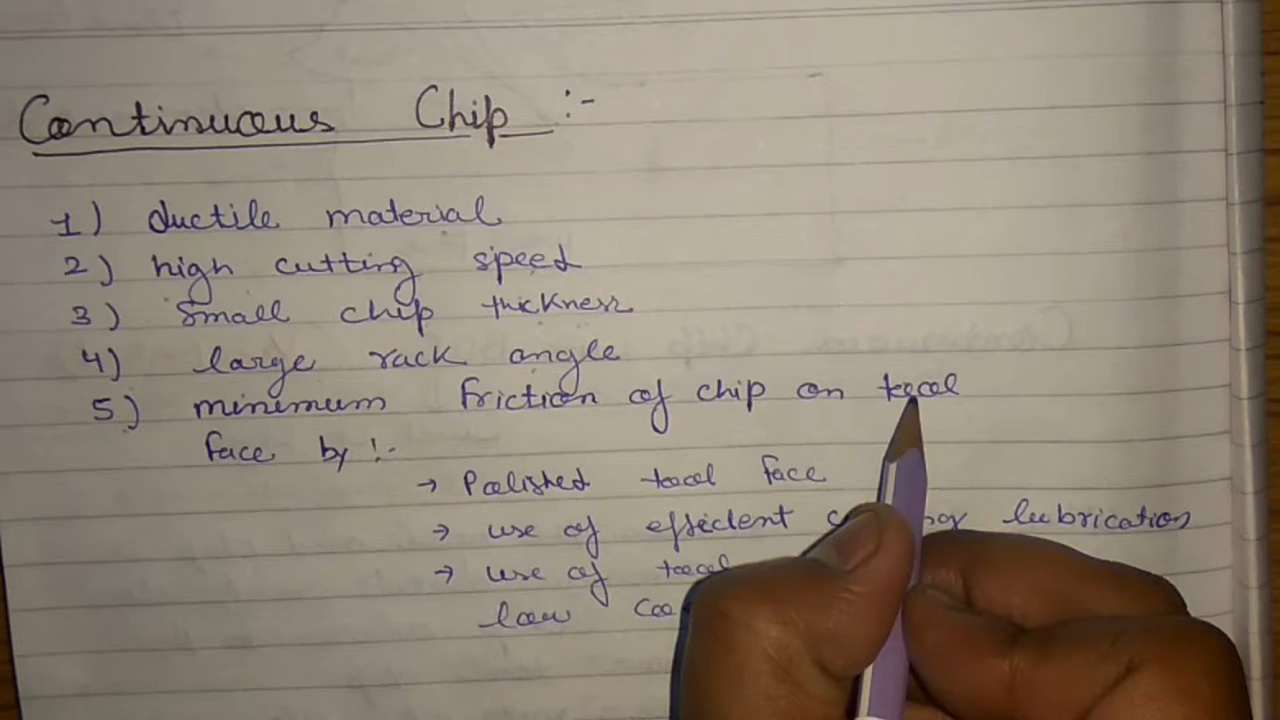 Continuous Chip :-
1) ductile material
2) high cutting speed
3) Small chip thickness
4) large rack angle
5) minimum friction of chip on tool
face by :-
→ Polished tool face
→ use of efficient lubrication
→ use of tool
low